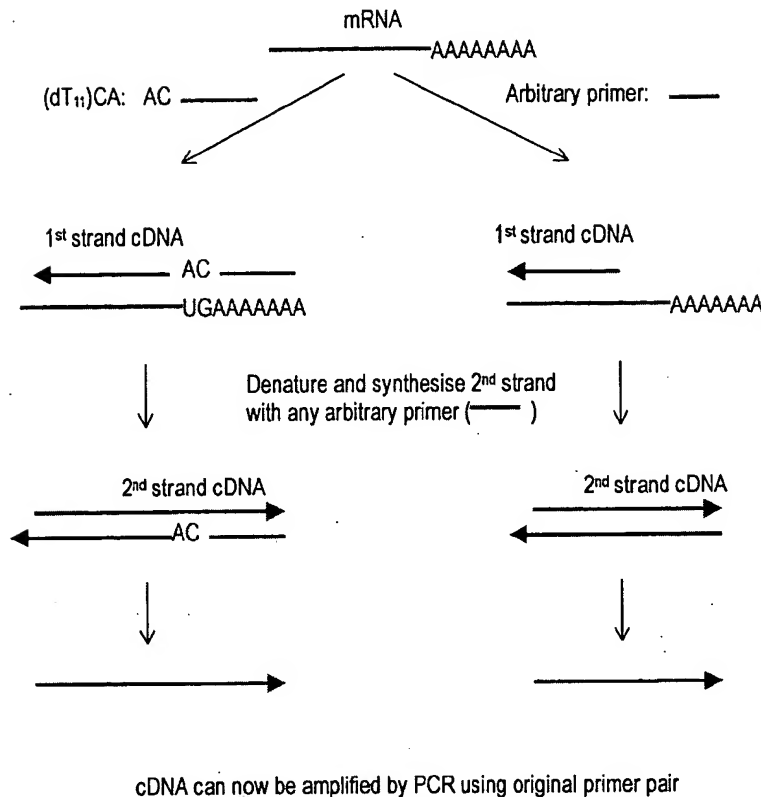 mRNA
AAAAAAAA
(dT₁₁)CA: AC
Arbitrary primer:
1st strand cDNA
1st strand cDNA
AC
UGAAAAAAA
AAAAAAA
Denature and synthesise 2nd strand
with any arbitrary primer ( )
2nd strand cDNA
2nd strand cDNA
AC
cDNA can now be amplified by PCR using original primer pair